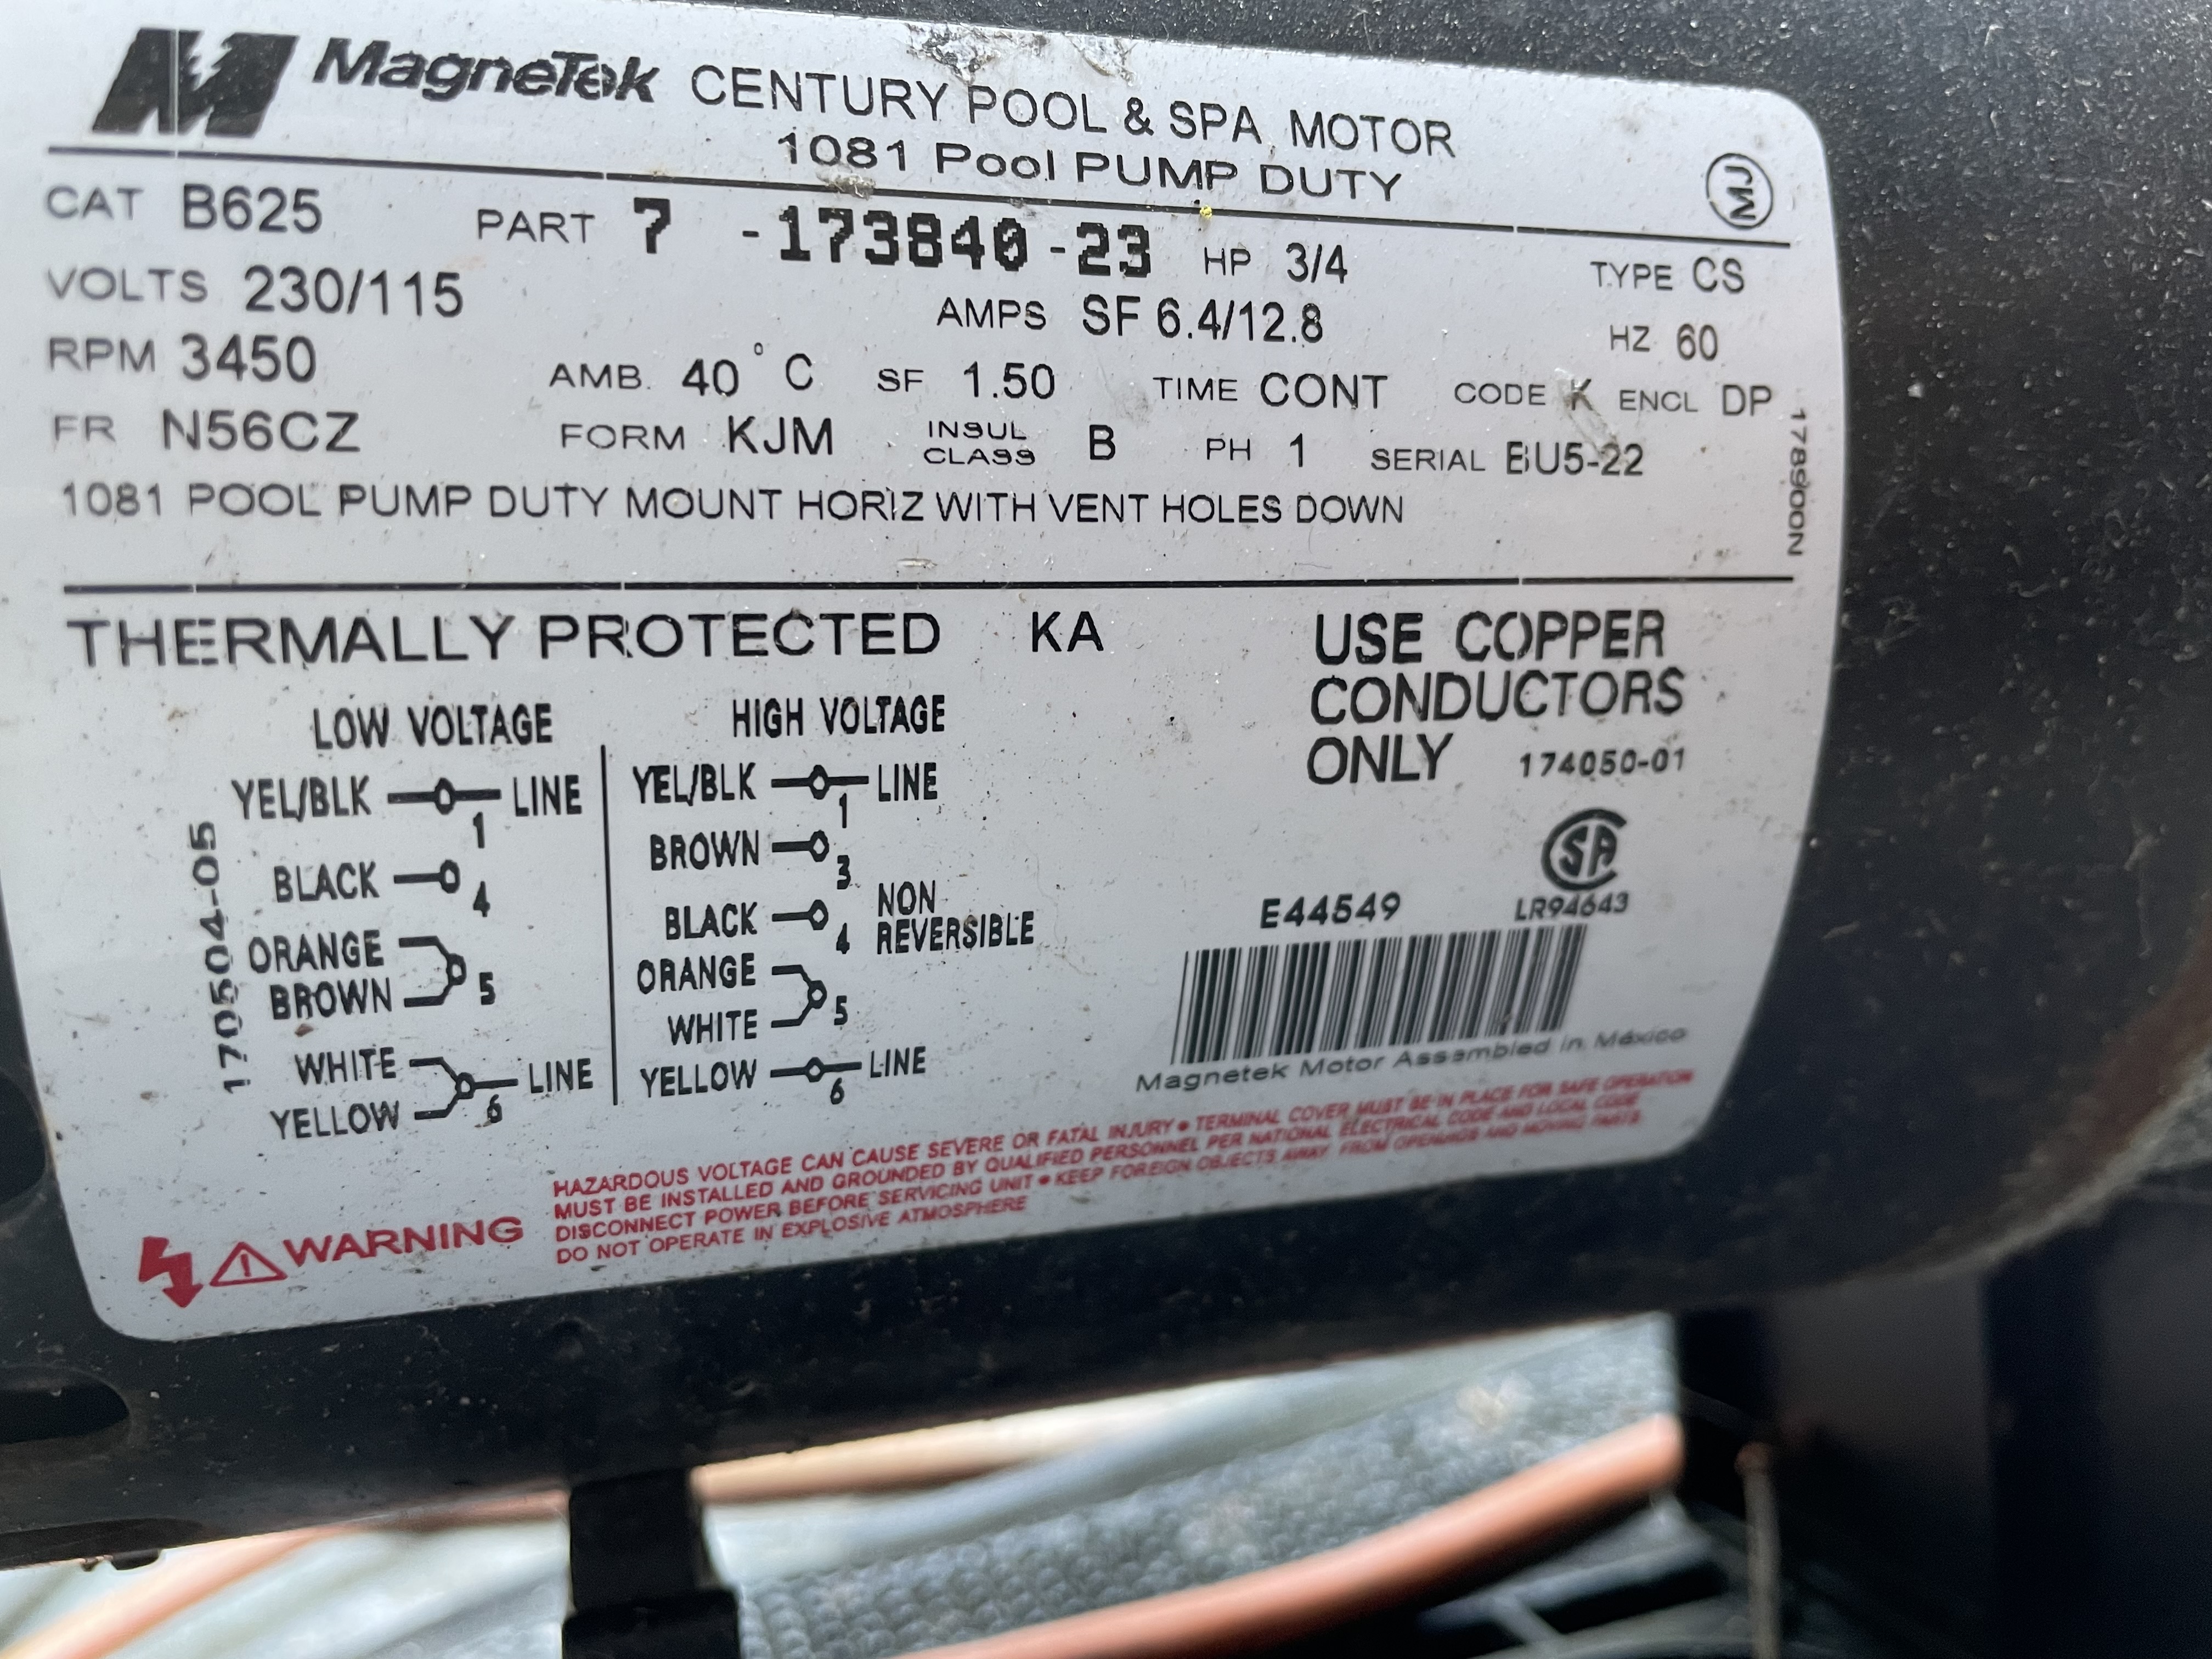 MagneTek CENTURY POOL & SPA MOTOR
1081 Pool PUMP DUTY
CAT B625 PART 7 -173840-23 HP 3/4 TYPE CS
VOLTS 230/115 AMPS SF 6.4/12.8 HZ 60
RPM 3450 AMB. 40°C SF 1.50 TIME CONT CODE K ENCL DP
FR N56CZ FORM KJM INSUL CLASS B PH 1 SERIAL BU5-22
1081 POOL PUMP DUTY MOUNT HORIZ WITH VENT HOLES DOWN
178900N
MJ
THERMALLY PROTECTED KA
USE COPPER
CONDUCTORS
ONLY 174050-01
LOW VOLTAGE
YEL/BLK LINE
1
BLACK 4
ORANGE
BROWN 5
WHITE
LINE
YELLOW 6
170504-05
HIGH VOLTAGE
YEL/BLK LINE
1
BROWN 3
BLACK 4
NON
REVERSIBLE
ORANGE
WHITE 5
YELLOW LINE
6
SA
E44549 LR94643
Magnetek Motor Assembled in México
WARNING
HAZARDOUS VOLTAGE CAN CAUSE SEVERE OR FATAL INJURY • TERMINAL COVER MUST BE IN PLACE FOR SAFE OPERATION
MUST BE INSTALLED AND GROUNDED BY QUALIFIED PERSONNEL PER NATIONAL ELECTRICAL CODE AND LOCAL CODE
DISCONNECT POWER BEFORE SERVICING UNIT • KEEP FOREIGN OBJECTS AWAY FROM OPENINGS AND MOVING PARTS
DO NOT OPERATE IN EXPLOSIVE ATMOSPHERE